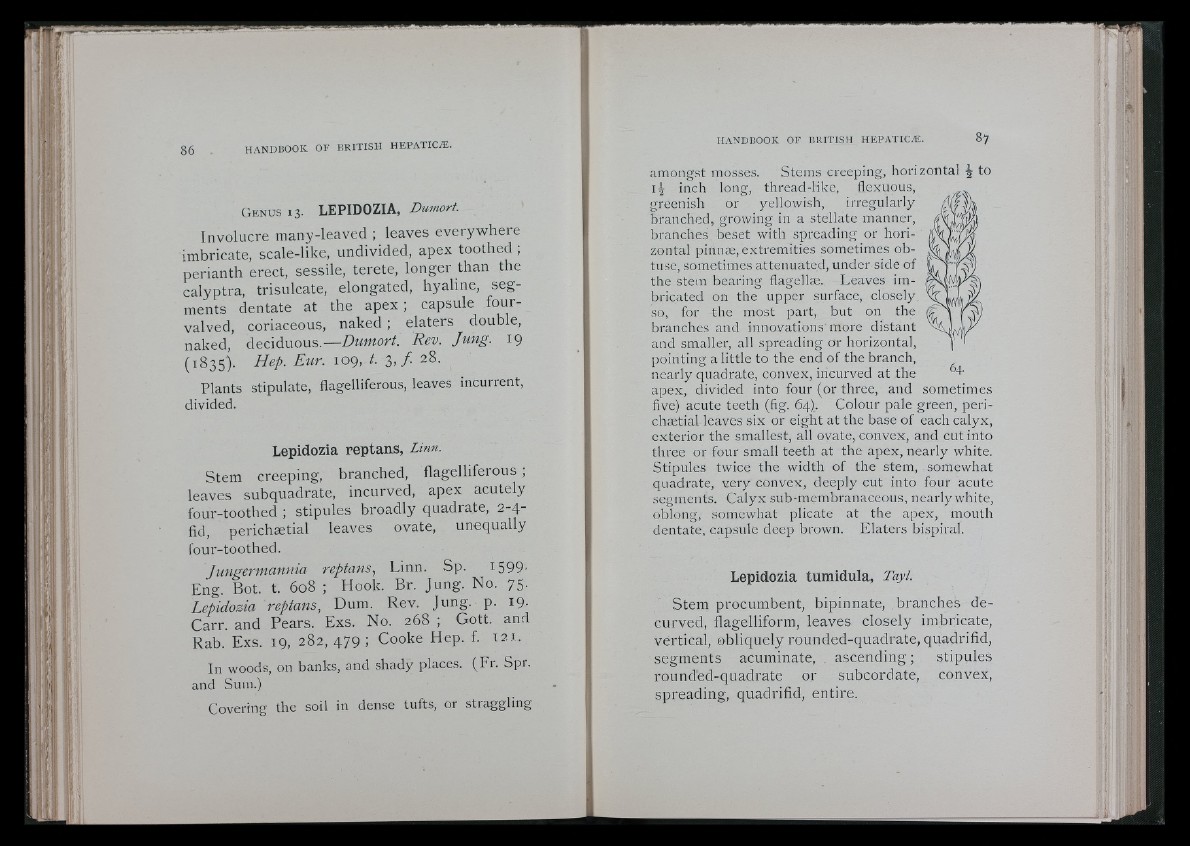 86 HANDBOOK OF BRITISH HEPATICÆ.
GENUS 13. LEPIDOZIA, Dumort.
Involucre many-leaved ; leaves everywhere
imbricate, scale-like, undivided, apex toothed ;
perianth erect, sessile, terete, longer than the
calyptra, trisulcate, elongated, hyaline, seg-
ments dentate at the apex ; capsule four-
valved, coriaceous, naked ; elaters double,
naked, deciduous.—Dumort. Rev. Jung. 19
(1835). Hep. Eur. 109, t. 3, f. 28.
Plants stipulate, flagelliferous, leaves incurrent,
divided.
Lepidozia reptans, Linn.
Stem creeping, branched, flagelliferous ;
leaves subquadrate, incurved, apex acutely
four-toothed ; stipules broadly quadrate, 2-4-
fid, perichætial leaves ovate, unequally
four-toothed.
Jungermannia reptans, Linn. Sp. 1599.
Eng. Bot. t. 608 ; Hook. Br. Jung. No. 75.
Lepidozia reptans, Dum. Rev. Jung. p. 19.
Carr. and Pears. Exs. No. 268 ; Gott. and
Rab. Exs. 19, 282, 479 ; Cooke Hep. f. 121.
In woods, on banks, and shady places. (Fr. Spr.
and Sum.)
Covering the soil in dense tufts, or straggling
HANDBOOK OF BRITISH HEPATICÆ. 87
amongst mosses. Stems creeping, horizontal ½ to
1½ inch long, thread-like, flexuous,
greenish or yellowish, irregularly
branched, growing in a stellate manner,
branches beset with spreading or hori-
zontal pinnæ, extremities sometimes ob-
tuse, sometimes attenuated, under side of
the stem bearing flagellæ. Leaves im-
bricated on the upper surface, closely
so, for the most part, but on the
branches and innovations more distant
and smaller, all spreading or horizontal,
pointing a little to the end of the branch,
nearly quadrate, convex, incurved at the
64.
apex, divided into four (or three, and sometimes
five) acute teeth (fig. 64). Colour pale green, peri-
chætial leaves six or eight at the base of each calyx,
exterior the smallest, all ovate, convex, and cut into
three or four small teeth at the apex, nearly white.
Stipules twice the width of the stem, somewhat
quadrate, very convex, deeply cut into four acute
segments. Calyx sub-membranaceous, nearly white,
oblong, somewhat plicate at the apex, mouth
dentate, capsule deep brown. Elaters bispiral.
Lepidozia tumidula, Tayl.
Stem procumbent, bipinnate, branches de-
curved, flagelliform, leaves closely imbricate,
vertical, obliquely rounded-quadrate, quadrifid,
segments acuminate, ascending ; stipules
rounded-quadrate or subcordate, convex,
spreading, quadrifid, entire.